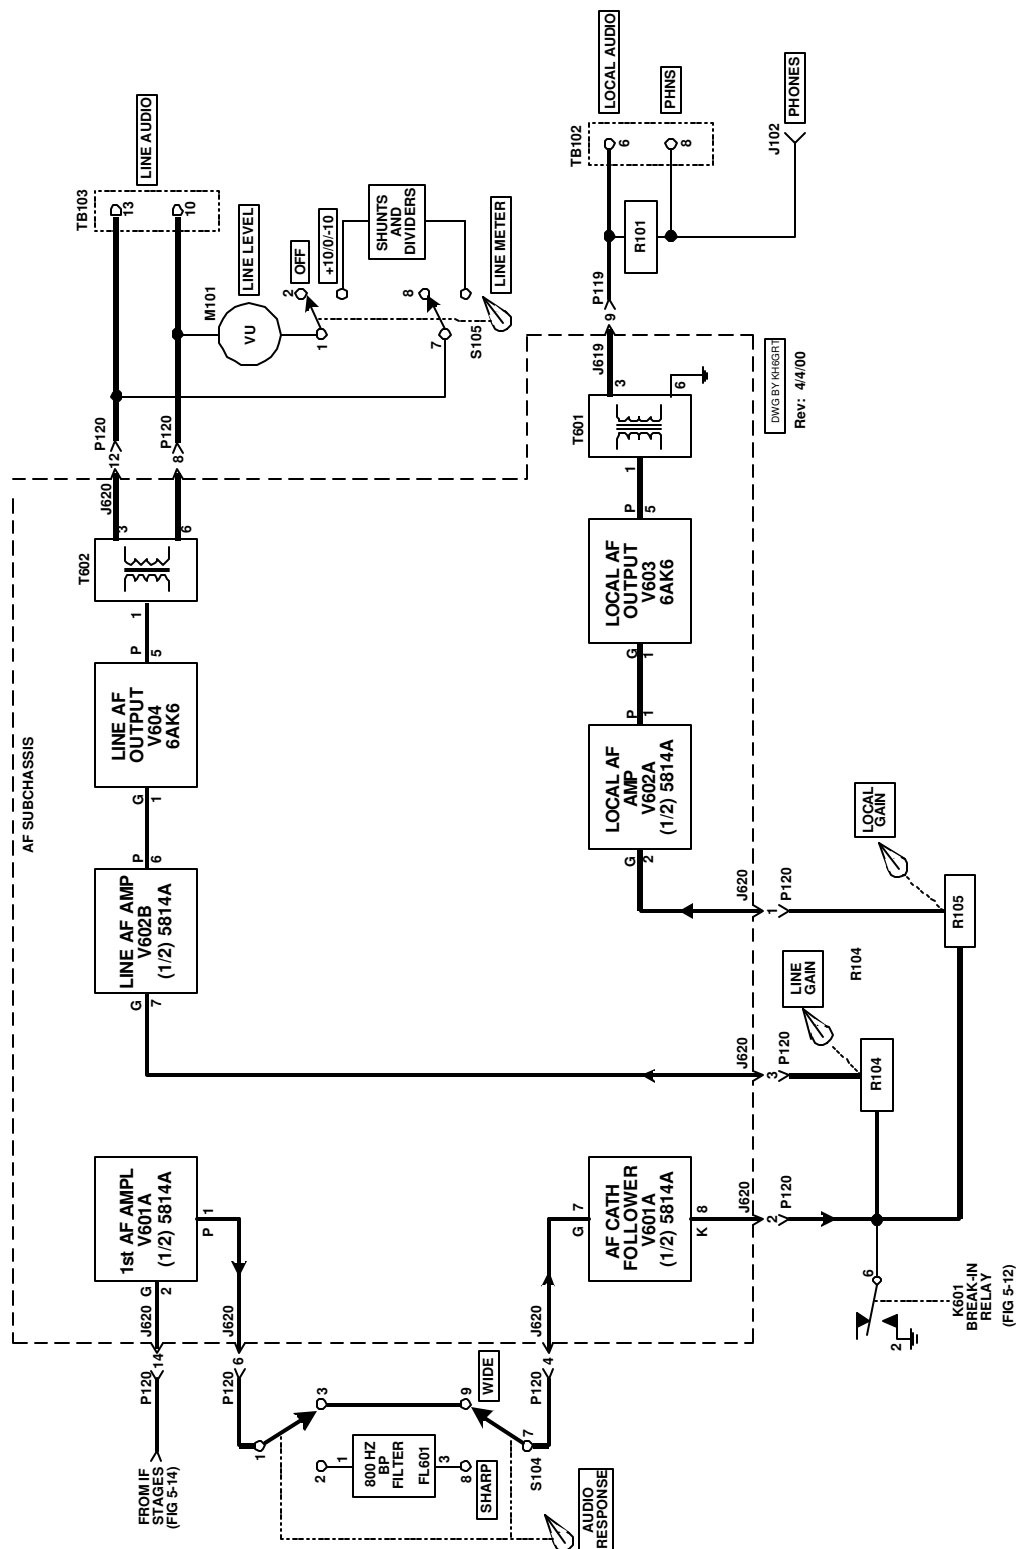 AF SUBCHASSIS
FROM IF
STAGES
(FIG 5-14)
P120
14
J620
G
2
1st AF AMPL
V601A
(1/2) 5814A
P
1
J620
6
P120
1
3
2
1
800 HZ
BP
FILTER
FL601
3
8
SHARP
9
WIDE
7
S104
AUDIO
RESPONSE
P120
4
J620
G
7
AF CATH
FOLLOWER
V601A
(1/2) 5814A
K
8
J620
2
P120
6
2
K601
BREAK-IN
RELAY
(FIG 5-12)
R104
LINE
GAIN
R104
P120
3
J620
R105
LOCAL
GAIN
P120
1
J620
G
7
LINE AF AMP
V602B
(1/2) 5814A
P
6
G
1
LINE AF
OUTPUT
V604
6AK6
P
5
1
T602
3
6
J620
12
P120
8
P120
TB103
13
10
LINE AUDIO
M101
VU
LINE LEVEL
1
2
OFF
+10/0/-10
SHUNTS
AND
DIVIDERS
7
8
S105
LINE METER
G
2
LOCAL AF
AMP
V602A
(1/2) 5814A
P
1
G
1
LOCAL AF
OUTPUT
V603
6AK6
P
5
1
T601
3
6
J619
9
P119
R101
TB102
6
8
LOCAL AUDIO
PHNS
J102
PHONES
DWG BY KH6GRT
Rev: 4/4/00